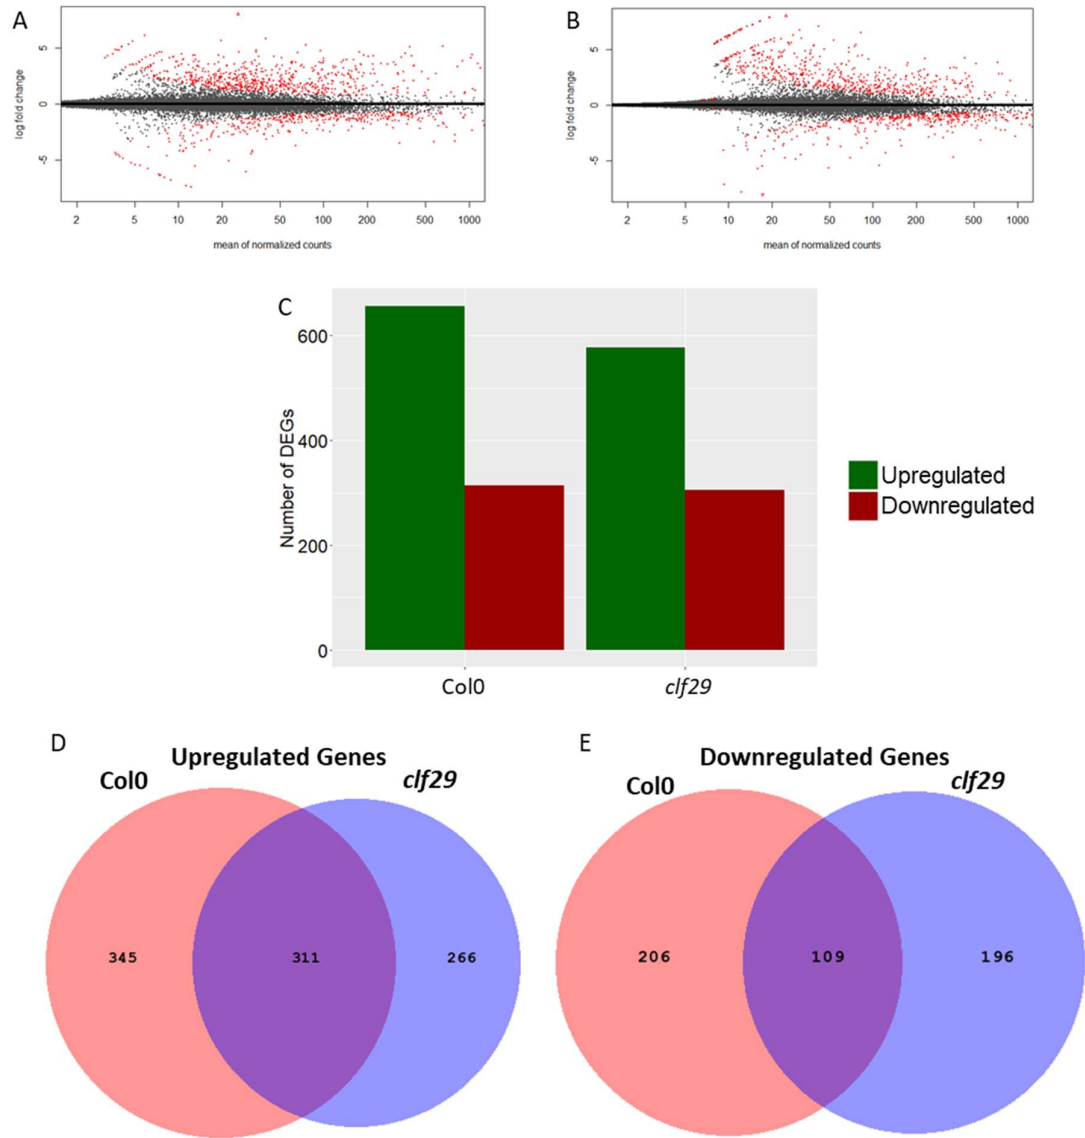 A
log fold change
5
0
-5
2 5 10 20 50 100 200 500 1000
mean of normalized counts
B
log fold change
5
0
-5
2 5 10 20 50 100 200 500 1000
mean of normalized counts
C
Number of DEGs
600
400
200
0
Col0 clf29
Upregulated
Downregulated
D
Upregulated Genes
Col0 clf29
345 311 266
E
Downregulated Genes
Col0 clf29
206 109 196